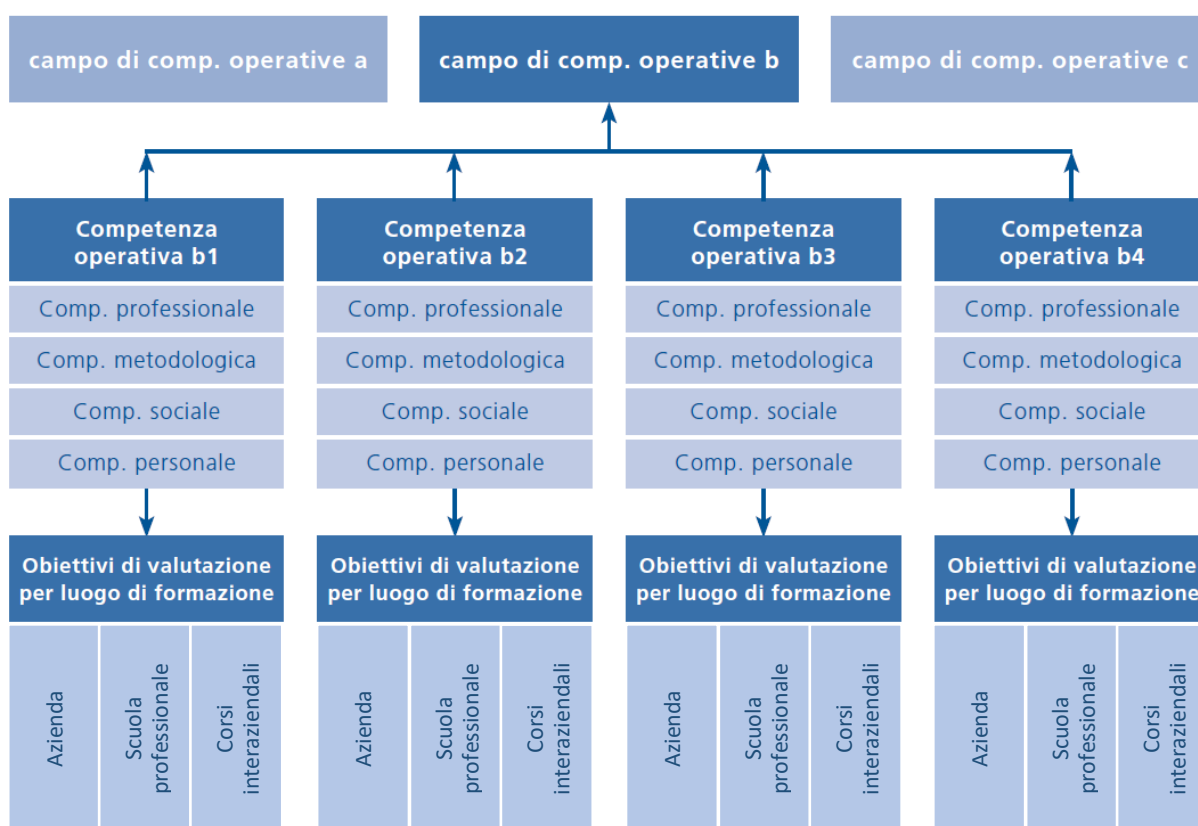 campo di comp. operative a
campo di comp. operative b
campo di comp. operative c
Competenza
operativa b1
Competenza
operativa b2
Competenza
operativa b3
Competenza
operativa b4
Comp. professionale
Comp. professionale
Comp. professionale
Comp. professionale
Comp. metodologica
Comp. metodologica
Comp. metodologica
Comp. metodologica
Comp. sociale
Comp. sociale
Comp. sociale
Comp. sociale
Comp. personale
Comp. personale
Comp. personale
Comp. personale
Obiettivi di valutazione
per luogo di formazione
Obiettivi di valutazione
per luogo di formazione
Obiettivi di valutazione
per luogo di formazione
Obiettivi di valutazione
per luogo di formazione
Azienda
Scuola
professionale
Corsi
interaziendali
Azienda
Scuola
professionale
Corsi
interaziendali
Azienda
Scuola
professionale
Corsi
interaziendali
Azienda
Scuola
professionale
Corsi
interaziendali